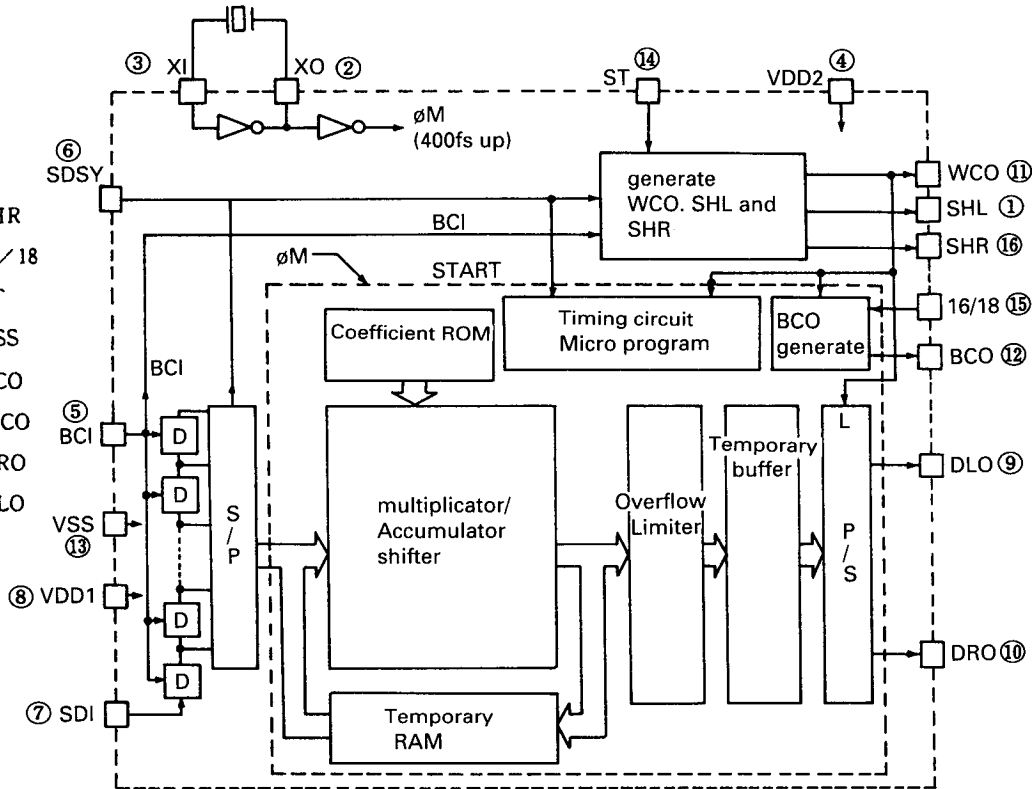 ③ XI
XO ②
øM
(400fs up)
⑭
ST
④
VDD2
⑥
SDSY
generate
WCO. SHL and
SHR
WCO ⑪
SHL ①
SHR ⑯
BCI
HR
/18
øM
START
16/18 ⑮
Coefficient ROM
Timing circuit
Micro program
BCO
generate
BCO ⑫
SS
CO
CO
RO
LO
BCI
⑤
BCI
D
D
D
D
S/P
VSS
⑬
⑧ VDD1
⑦ SDI
multiplicator/
Accumulator
shifter
Overflow
Limiter
Temporary
buffer
L
P/S
DLO ⑨
DRO ⑩
Temporary
RAM